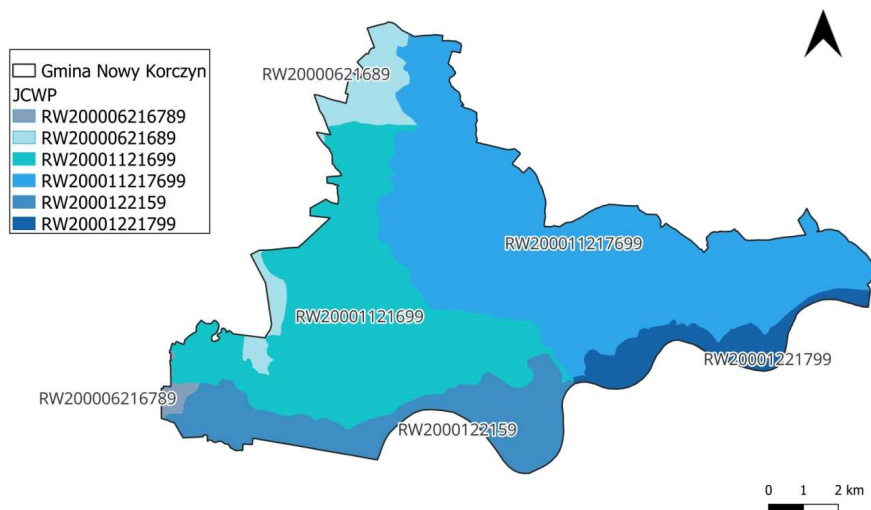 Gmina Nowy Korczyn
JCWP
RW200006216789
RW20000621689
RW20001121699
RW200011217699
RW2000122159
RW20001221799
RW20000621689
RW200011217699
RW20001121699
RW20001221799
RW200006216789
RW2000122159
0 1 2 km